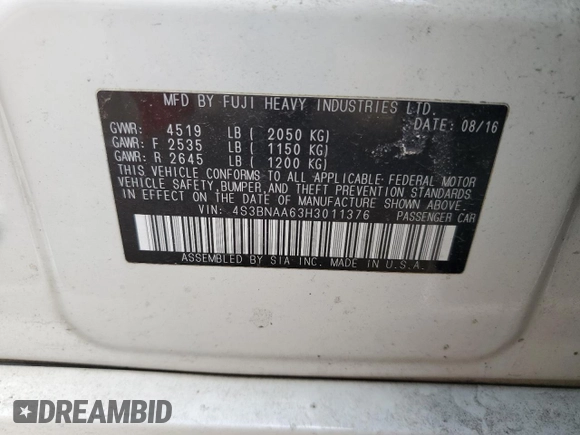 MFD BY FUJI HEAVY INDUSTRIES LTD.
DATE: 08/16
GVWR: 4519 LB ( 2050 KG)
GAWR: F 2535 LB ( 1150 KG)
GAWR: R 2645 LB ( 1200 KG)
THIS VEHICLE CONFORMS TO ALL APPLICABLE FEDERAL MOTOR
VEHICLE SAFETY, BUMPER, AND THEFT PREVENTION STANDARDS
IN EFFECT ON THE DATE OF MANUFACTURE SHOWN ABOVE.
VIN: 4S3BNAA63H3011376 PASSENGER CAR
ASSEMBLED BY SIA INC. MADE IN U.S.A.
DREAMBID